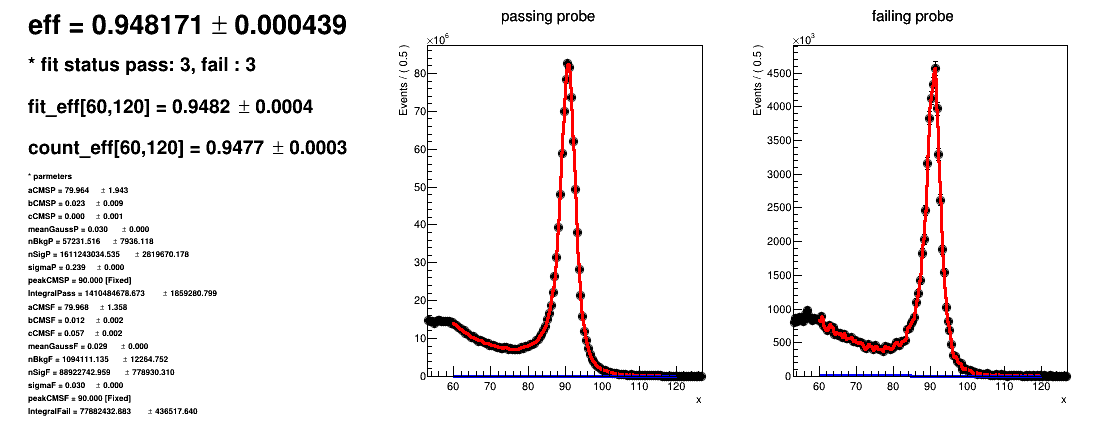 eff = 0.948171 ± 0.000439
* fit status pass: 3, fail : 3
fit_eff[60,120] = 0.9482 ± 0.0004
count_eff[60,120] = 0.9477 ± 0.0003
* parmeters
aCMSP = 79.964 ± 1.943
bCMSP = 0.023 ± 0.009
cCMSP = 0.000 ± 0.001
meanGaussP = 0.030 ± 0.000
nBkgP = 57231.516 ± 7936.118
nSigP = 1611243034.535 ± 2819670.178
sigmaP = 0.239 ± 0.000
peakCMSP = 90.000 [Fixed]
IntegralPass = 1410484678.673 ± 1859280.799
aCMSF = 79.968 ± 1.358
bCMSF = 0.012 ± 0.002
cCMSF = 0.057 ± 0.002
meanGaussF = 0.029 ± 0.000
nBkgF = 1094111.135 ± 12264.752
nSigF = 88922742.959 ± 778930.310
sigmaF = 0.030 ± 0.000
peakCMSF = 90.000 [Fixed]
IntegralFail = 77882432.883 ± 436517.640
passing probe
×10⁶
Events / ( 0.5 )
80
60
40
30
20
10
0
60 70 80 90 100 110 120
x
failing probe
×10³
Events / ( 0.5 )
4500
4000
3500
3000
2500
2000
1500
1000
500
0
60 70 80 90 100 110 120
x